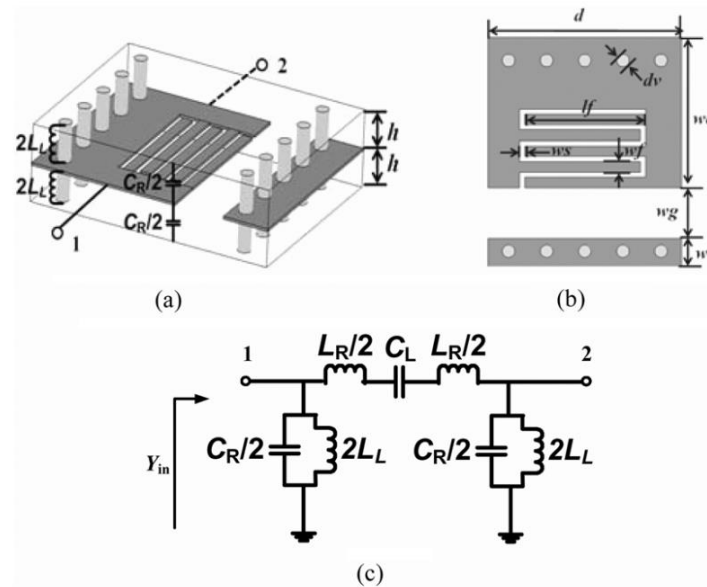 2
h
h
2L_L
2L_L
C_R/2
C_R/2
1
(a)
d
dv
lf
ws
wf
wg
w
(b)
1
L_R/2
C_L
L_R/2
2
C_R/2
2L_L
C_R/2
2L_L
Y_in
(c)